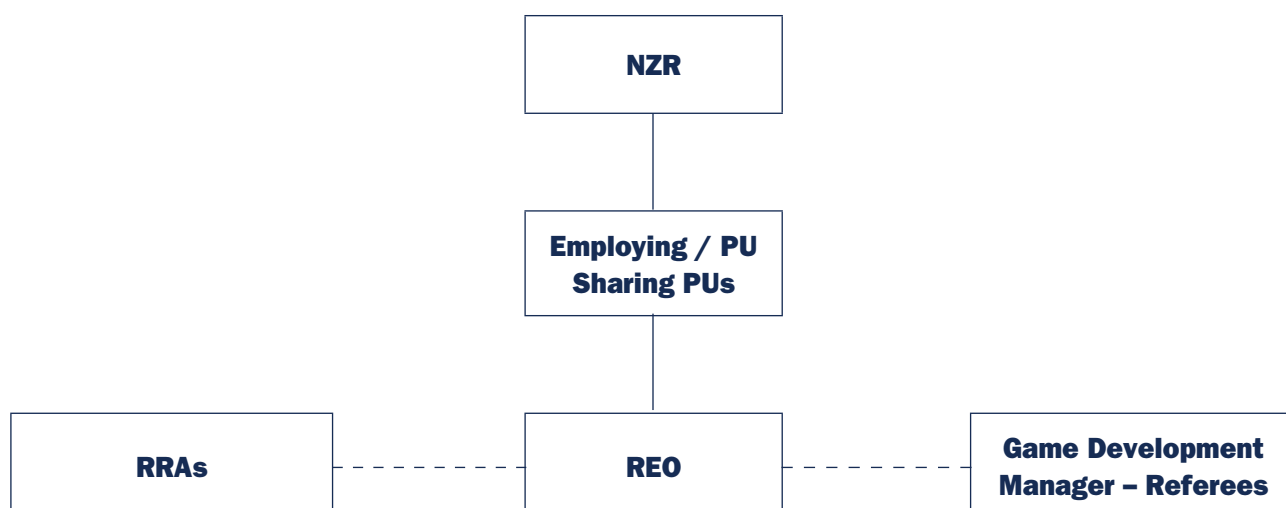 NZR
Employing / PU
Sharing PUs
RRAs
REO
Game Development
Manager – Referees